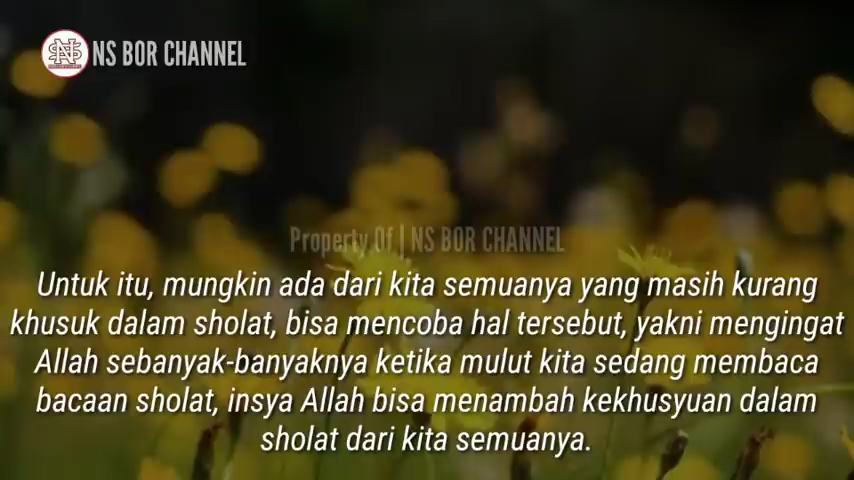 NS BOR CHANNEL
Property Of | NS BOR CHANNEL
Untuk itu, mungkin ada dari kita semuanya yang masih kurang
khusuk dalam sholat, bisa mencoba hal tersebut, yakni mengingat
Allah sebanyak-banyaknya ketika mulut kita sedang membaca
bacaan sholat, insya Allah bisa menambah kekhusyuan dalam
sholat dari kita semuanya.